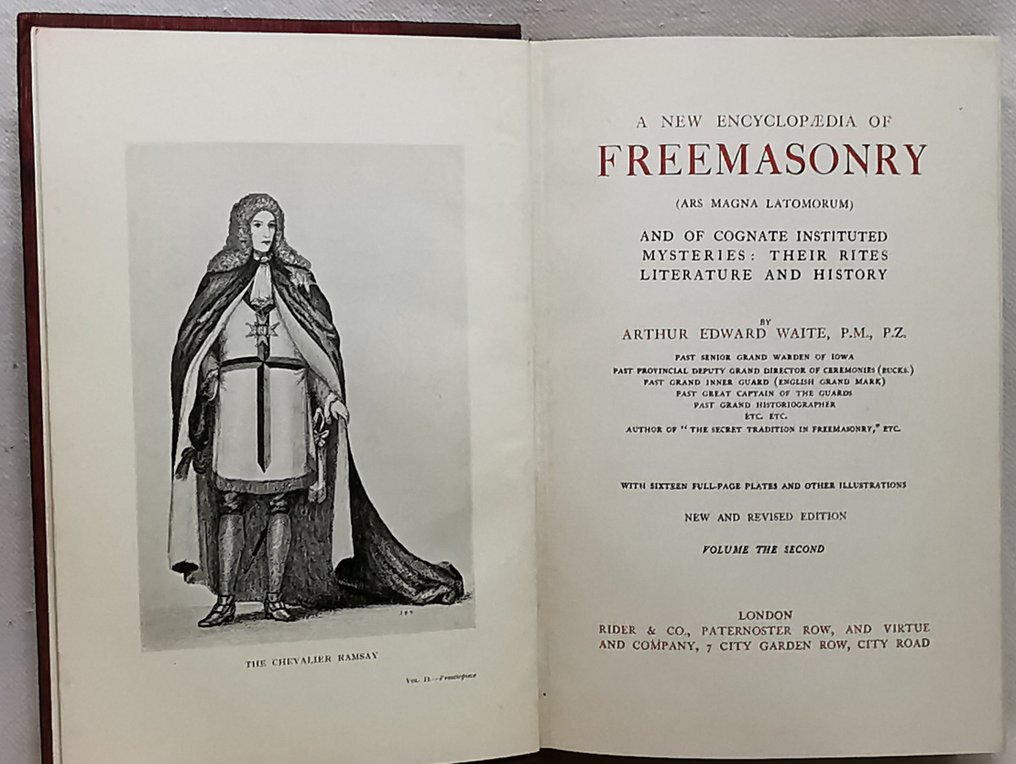 THE CHEVALIER RAMSAY
VOL. II.—Frontispiece
A NEW ENCYCLOPÆDIA OF
FREEMASONRY
(ARS MAGNA LATOMORUM)
AND OF COGNATE INSTITUTED
MYSTERIES: THEIR RITES
LITERATURE AND HISTORY
BY
ARTHUR EDWARD WAITE, P.M., P.Z.
PAST SENIOR GRAND WARDEN OF IOWA
PAST PROVINCIAL DEPUTY GRAND DIRECTOR OF CEREMONIES (BUCKS.)
PAST GRAND INNER GUARD (ENGLISH GRAND MARK)
PAST GREAT CAPTAIN OF THE GUARDS
PAST GRAND HISTORIOGRAPHER
ETC. ETC.
AUTHOR OF "THE SECRET TRADITION IN FREEMASONRY," ETC.
WITH SIXTEEN FULL-PAGE PLATES AND OTHER ILLUSTRATIONS
NEW AND REVISED EDITION
VOLUME THE SECOND
LONDON
RIDER & CO., PATERNOSTER ROW, AND VIRTUE
AND COMPANY, 7 CITY GARDEN ROW, CITY ROAD